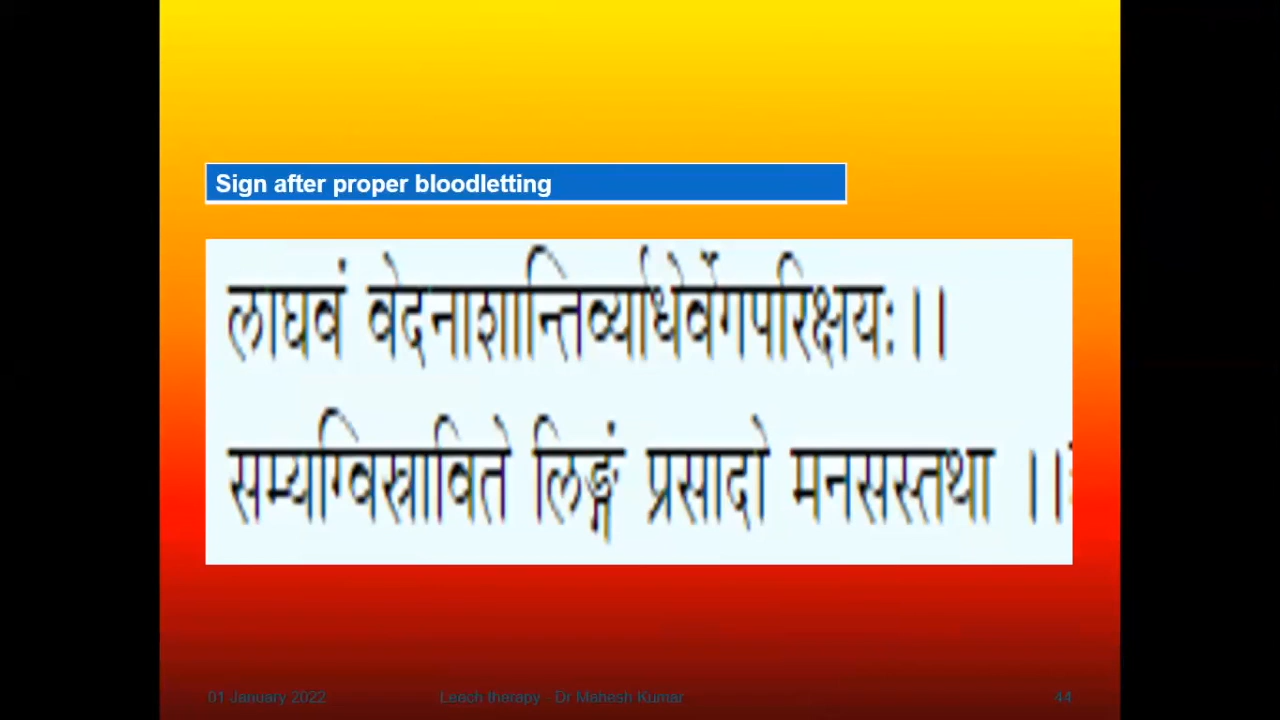 Sign after proper bloodletting
लाघवं वेदनाशान्तिर्व्याधेर्वेगपरिक्षयः।।
सम्यग्विस्राविते लिङ्गं प्रसादो मनसस्तथा ।।
01 January 2022 Leech therapy - Dr Mahesh Kumar 44